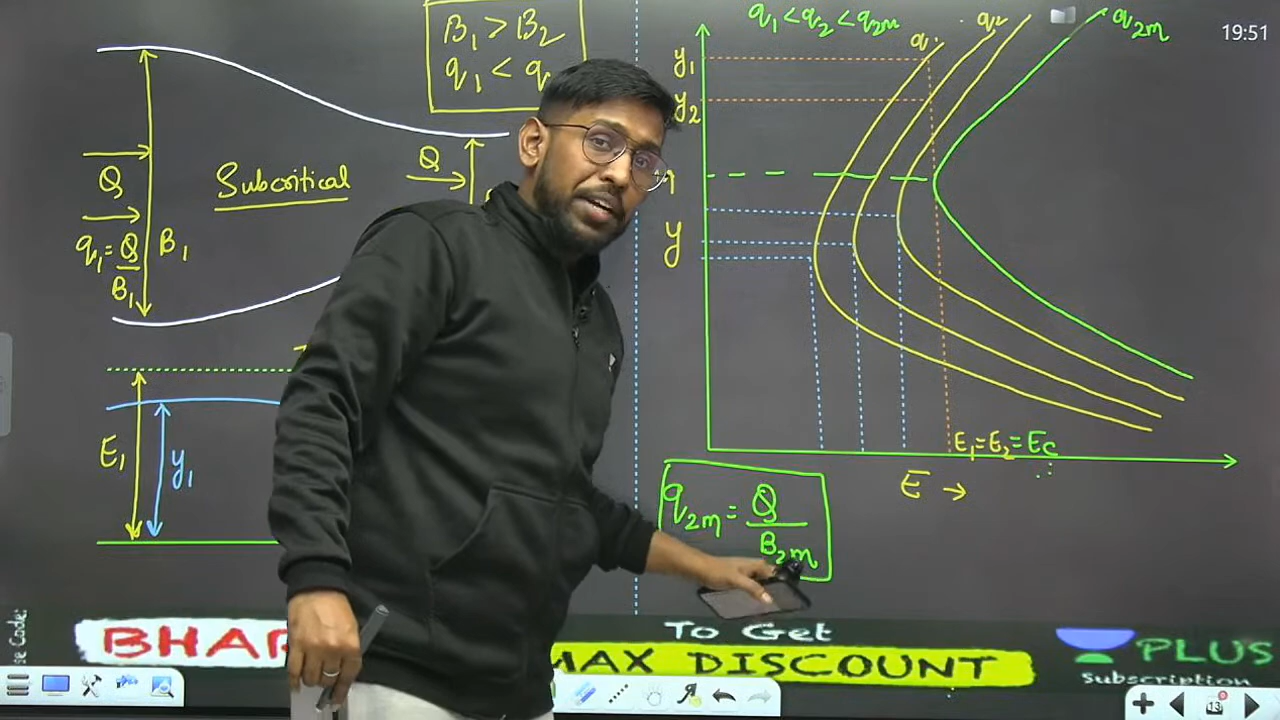 B₁ > B₂
q₁ < q
Q
Subcritical
Q
q₁ = Q/B₁
B₁
E₁
y₁
q₁ < q₂ < q₂ₘ
q₁
q₂
q₂ₘ
19:51
y₁
y₂
y
E₁=E₂=E꜀
E →
q₂ₘ = Q/B₂ₘ
To Get
MAX DISCOUNT
PLUS
Subscription
13